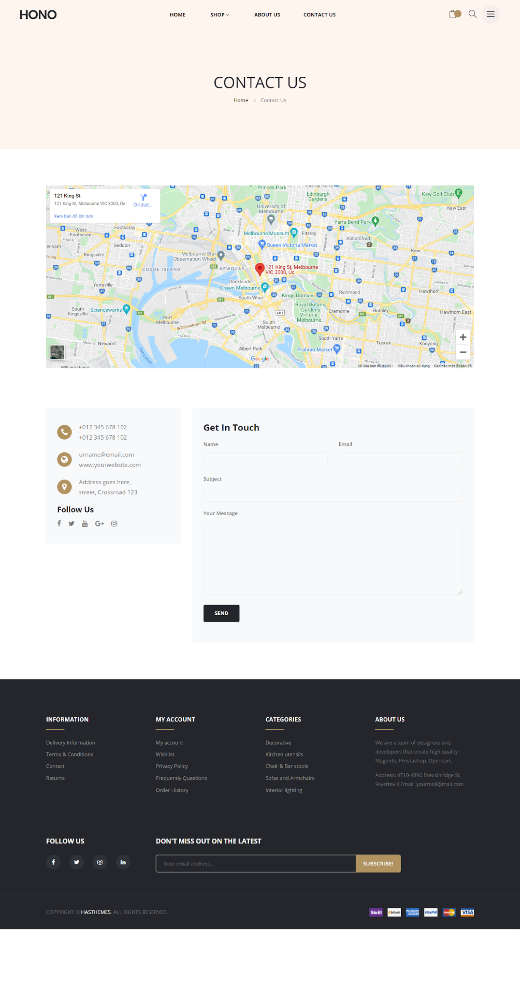 HONO
HOME
SHOP
ABOUT US
CONTACT US
CONTACT US
Home > Contact Us
121 King St
121 King St, Melbourne VIC 3000, Úc
Chỉ đườ...
Xem bản đồ lớn hơn
Princes Park
Edinburgh
Gardens
Kew Golf Club
Kew East
University of
Melbourne
Yarra Bend Park
West
Footscray
Footscray
Melbourne Museum
Fitzroy
Abbotsford
Seddon
Queen Victoria Market
Kew
Kingsville
Melbourne Star
Observation Wheel
COODE ISLAND
NEWQUAY
121 King St, Melbourne
VIC 3000, Úc
Docklands
Yarraville
Crown Melbourne
Richmond
Hawthorn
South Wharf
Kings Domain
South
Kingsville
Scienceworks
Royal Botanic
Gardens
Victoria -
Melbourne...
Cremorne
Burnley
Hawthorn East
Port
Melbourne
Williamstown Rd
South
Melbourne
South Yarra
Newport
Toorak
Kooyong
Albert Park
Prahran Market
Yarra River
Google
Williamstown
Dữ liệu bản đồ ©2021 Điều khoản sử dụng Báo cáo một lỗi bản đồ
+012 345 678 102
+012 345 678 102
urname@email.com
www.yourwebsite.com
Address goes here,
street, Crossroad 123.
Follow Us
Get In Touch
Name
Email
Subject
Your Message
SEND
INFORMATION
Delivery Information
Terms & Conditions
Contact
Returns
MY ACCOUNT
My account
Wishlist
Privacy Policy
Frequently Questions
Order History
CATEGORIES
Decorative
Kitchen utensils
Chair & Bar stools
Sofas and Armchairs
Interior lighting
ABOUT US
We are a team of designers and
developers that create high quality
Magento, Prestashop, Opencart.
Address: 4710-4890 Breckinridge St,
Fayettevill Email: yourmail@mail.com
FOLLOW US
DON'T MISS OUT ON THE LATEST
Your email address...
SUBSCRIBE!
COPYRIGHT © HASTHEMES. ALL RIGHTS RESERVED.
Skrill
bitcoin
AMERICAN EXPRESS
PayPal
MasterCard
VISA